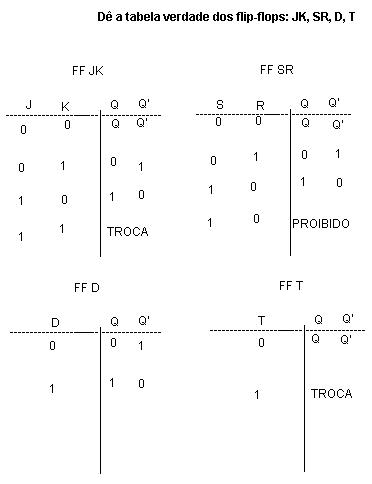 Dê a tabela verdade dos flip-flops: JK, SR, D, T
FF JK
J K Q Q'
0 0 Q Q'
0 1 0 1
1 0 1 0
1 1 TROCA
FF SR
S R Q Q'
0 0 Q Q'
0 1 0 1
1 0 1 0
1 0 PROIBIDO
FF D
D Q Q'
0 0 1
1 1 0
FF T
T Q Q'
0 Q Q'
1 TROCA